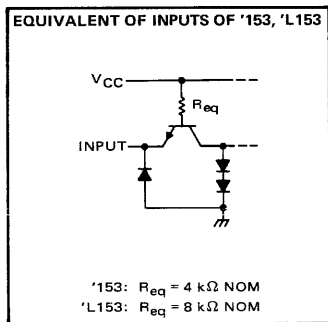 EQUIVALENT OF INPUTS OF '153, 'L153
VCC
Req
INPUT
'153: Req = 4 kΩ NOM
'L153: Req = 8 kΩ NOM